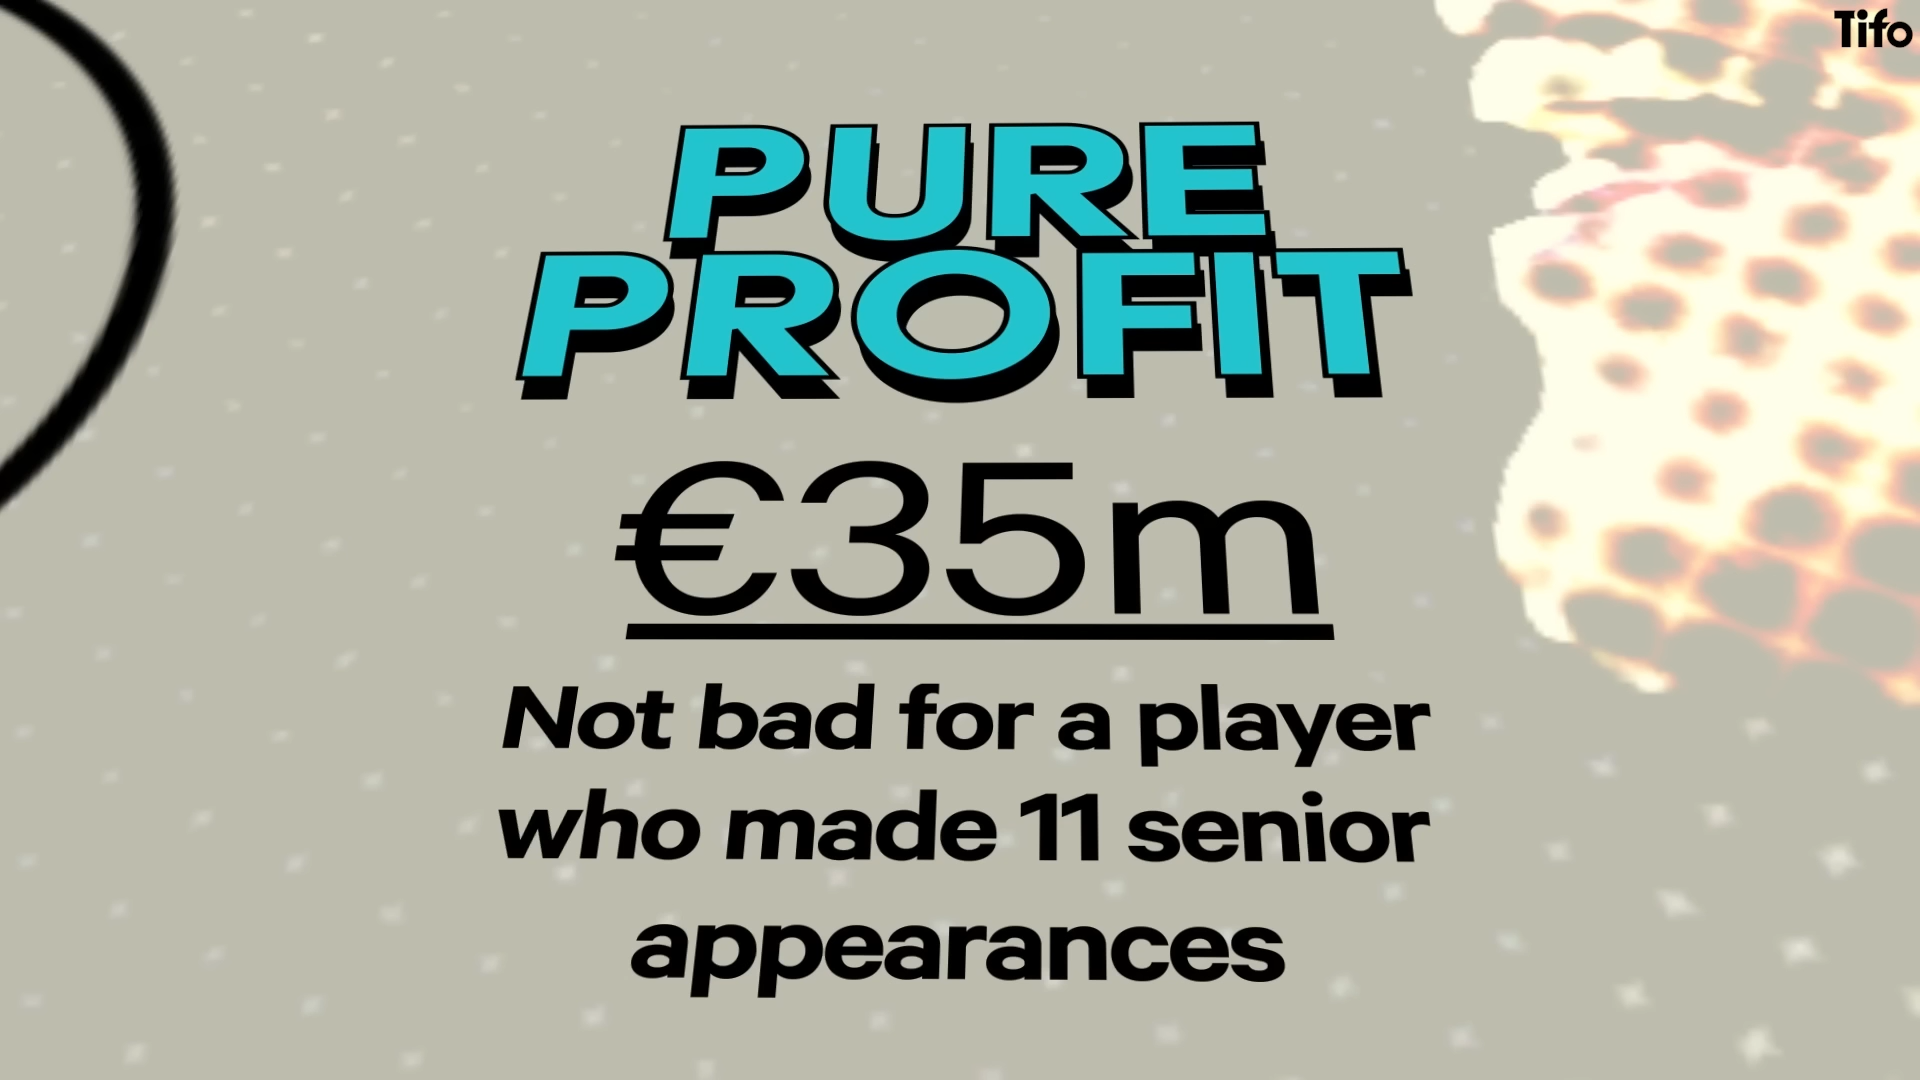 Tifo
PURE
PROFIT
€35m
Not bad for a player
who made 11 senior
appearances